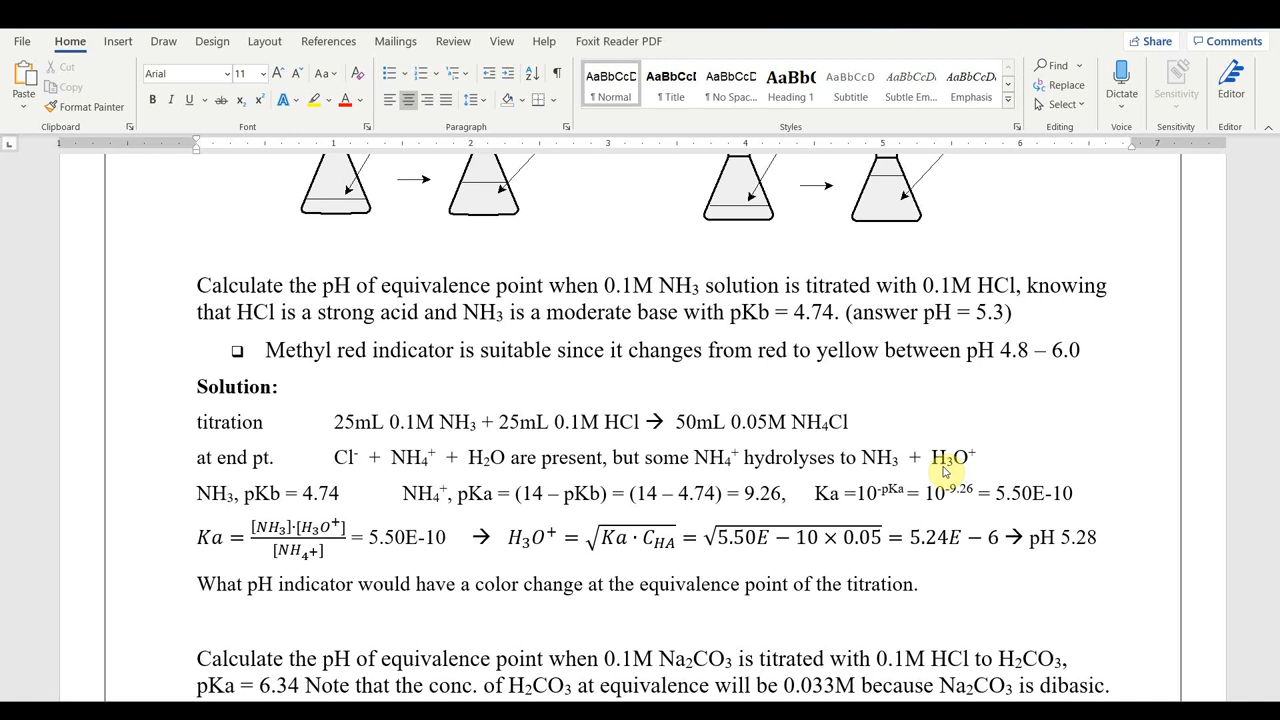 File Home Insert Draw Design Layout References Mailings Review View Help Foxit Reader PDF Share Comments
Paste Cut Copy Format Painter Arial 11 Find Replace Select Dictate Sensitivity Editor
AaBbCcD AaBbCcl AaBbCcD AaBb( AaBbCcD AaBbCcD. AaBbCcD.
¶ Normal ¶ Title ¶ No Spac... Heading 1 Subtitle Subtle Em... Emphasis
Clipboard Font Paragraph Styles Editing Voice Sensitivity Editor
1 1 2 3 4 5 6 7
Calculate the pH of equivalence point when 0.1M NH₃ solution is titrated with 0.1M HCl, knowing
that HCl is a strong acid and NH₃ is a moderate base with pKb = 4.74. (answer pH = 5.3)
❑ Methyl red indicator is suitable since it changes from red to yellow between pH 4.8 – 6.0
Solution:
titration 25mL 0.1M NH₃ + 25mL 0.1M HCl → 50mL 0.05M NH₄Cl
at end pt. Cl⁻ + NH₄⁺ + H₂O are present, but some NH₄⁺ hydrolyses to NH₃ + H₃O⁺
NH₃, pKb = 4.74 NH₄⁺, pKa = (14 – pKb) = (14 – 4.74) = 9.26, Ka =10^-pKa = 10^-9.26 = 5.50E-10
Ka = [NH₃]·[H₃O⁺] / [NH₄+] = 5.50E-10 → H₃O⁺ = √(Ka · C_HA) = √(5.50E − 10 × 0.05) = 5.24E − 6 → pH 5.28
What pH indicator would have a color change at the equivalence point of the titration.
Calculate the pH of equivalence point when 0.1M Na₂CO₃ is titrated with 0.1M HCl to H₂CO₃,
pKa = 6.34 Note that the conc. of H₂CO₃ at equivalence will be 0.033M because Na₂CO₃ is dibasic.